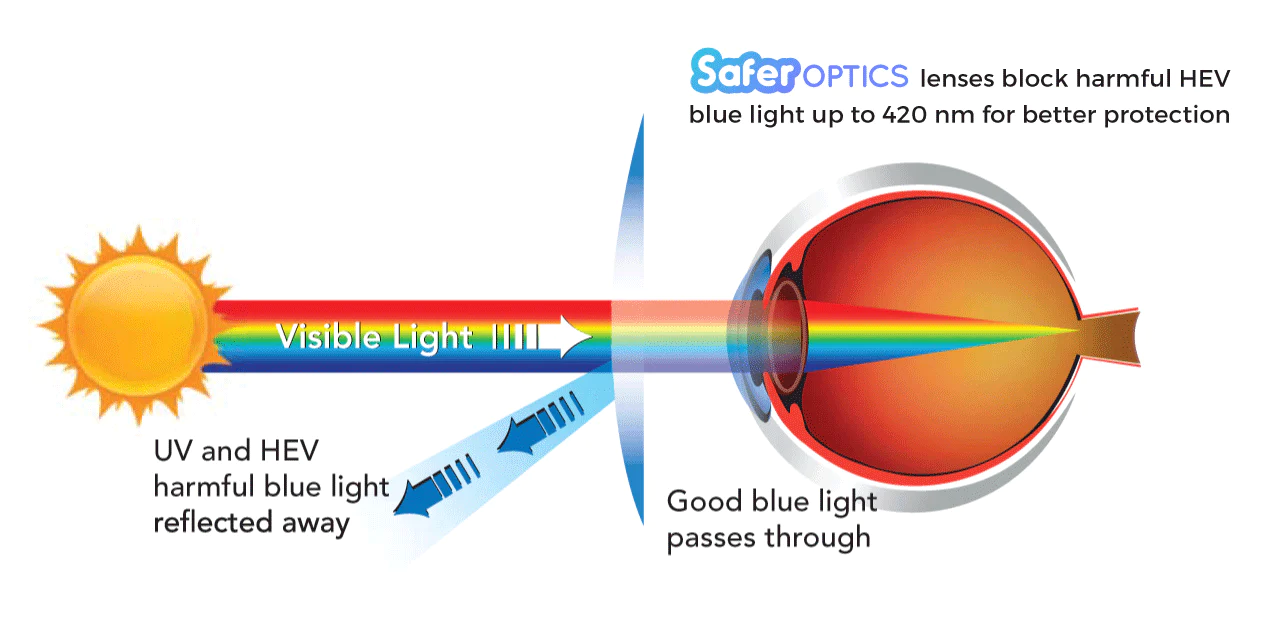 SaferOPTICS lenses block harmful HEV
blue light up to 420 nm for better protection
Visible Light
UV and HEV
harmful blue light
reflected away
Good blue light
passes through